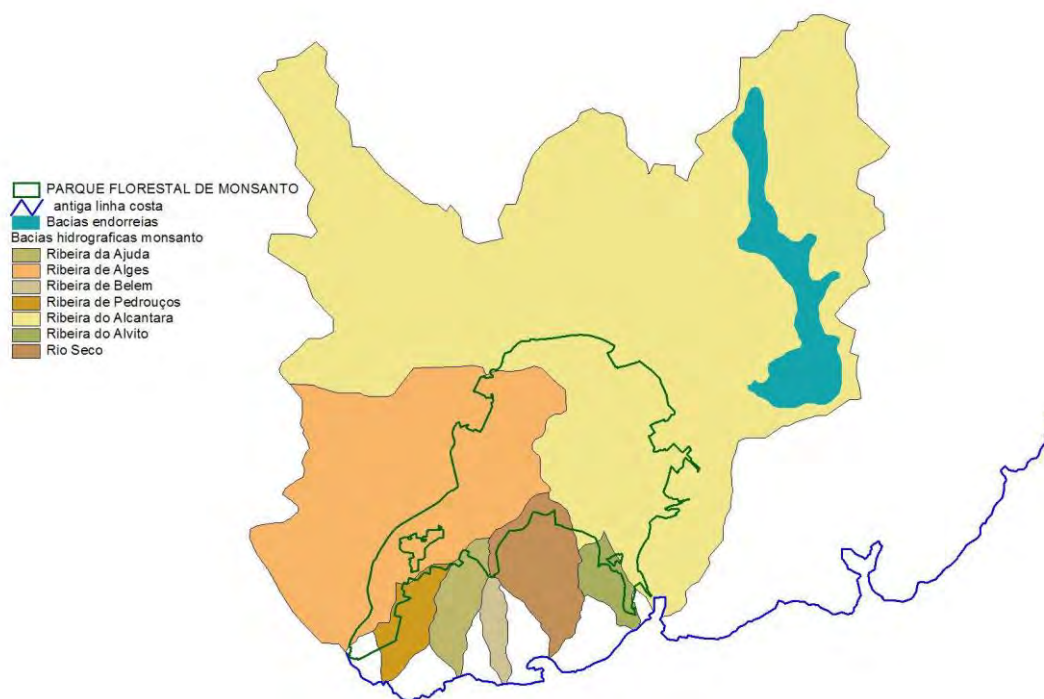 PARQUE FLORESTAL DE MONSANTO
antiga linha costa
Bacias endorreias
Bacias hidrograficas monsanto
Ribeira da Ajuda
Ribeira de Alges
Ribeira de Belem
Ribeira de Pedrouços
Ribeira do Alcantara
Ribeira do Alvito
Rio Seco